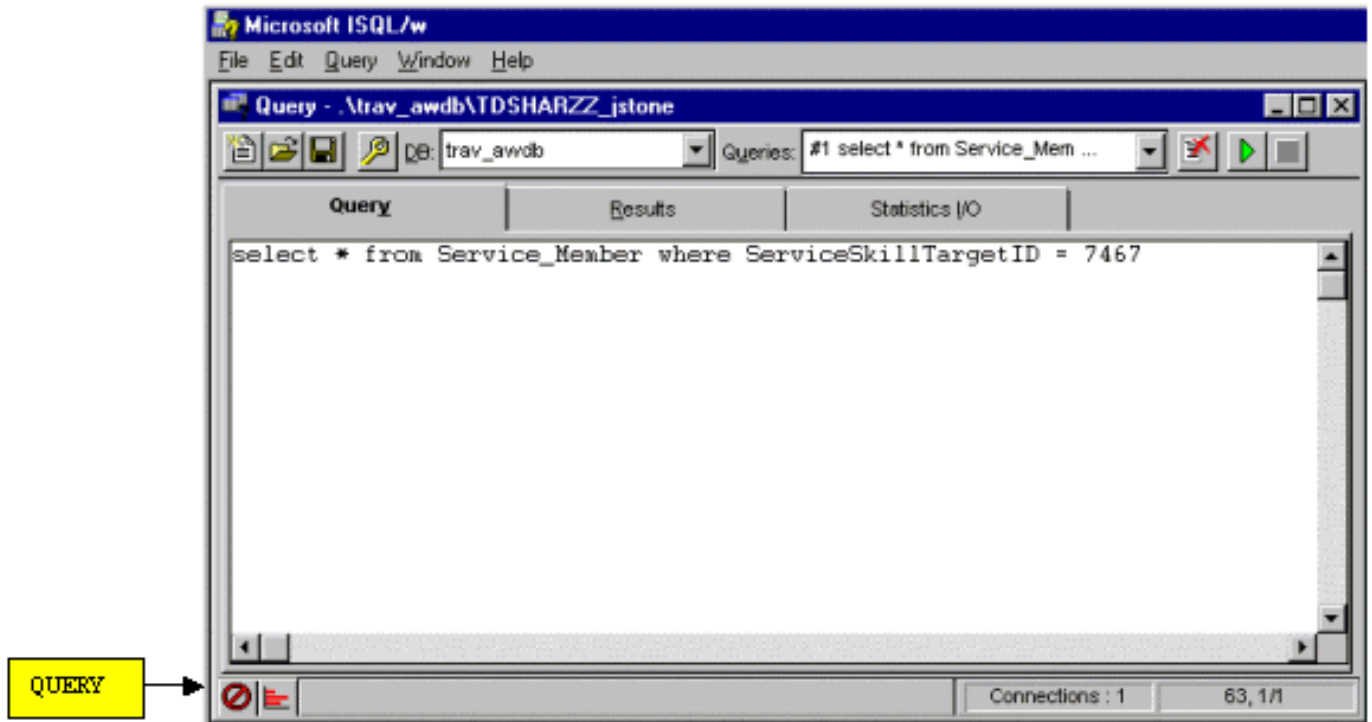 Microsoft ISQL/w
File Edit Query Window Help
Query - .\trav_awdb\TDSHARZZ_jstone
DB: trav_awdb Queries: #1 select * from Service_Mem ...
Query Results Statistics I/O
select * from Service_Member where ServiceSkillTargetID = 7467
QUERY
Connections : 1 63, 1/1